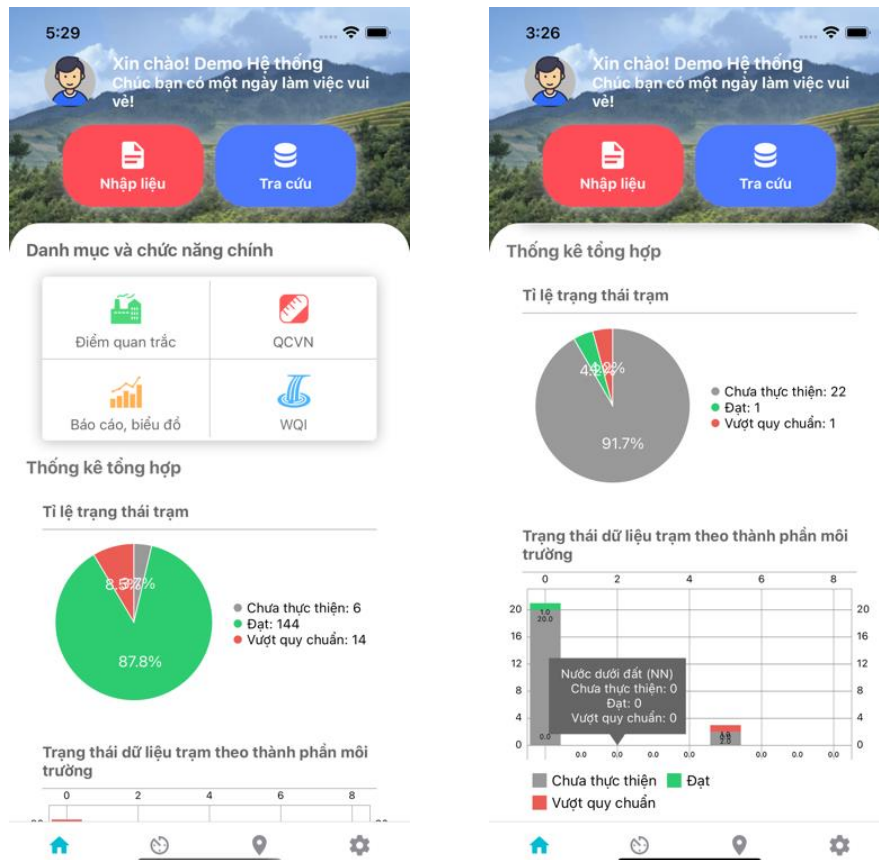 5:29
Xin chào! Demo Hệ thống
Chúc bạn có một ngày làm việc vui
vẻ!
Nhập liệu
Tra cứu
Danh mục và chức năng chính
Điểm quan trắc
QCVN
Báo cáo, biểu đồ
WQI
Thống kê tổng hợp
Tỉ lệ trạng thái trạm
87.8%
Chưa thực hiện: 6
Đạt: 144
Vượt quy chuẩn: 14
Trạng thái dữ liệu trạm theo thành phần môi
trường
0 2 4 6 8
3:26
Xin chào! Demo Hệ thống
Chúc bạn có một ngày làm việc vui
vẻ!
Nhập liệu
Tra cứu
Thống kê tổng hợp
Tỉ lệ trạng thái trạm
91.7%
Chưa thực hiện: 22
Đạt: 1
Vượt quy chuẩn: 1
Trạng thái dữ liệu trạm theo thành phần môi
trường
0 2 4 6 8
20 20
1.0
20.0
16 16
12 12
Nước dưới đất (NN)
Chưa thực hiện: 0
Đạt: 0
Vượt quy chuẩn: 0
8 8
4 4
0.0
2.0
0 0
0.0 0.0 0.0 0.0 0.0 0.0 0.0
Chưa thực hiện
Đạt
Vượt quy chuẩn